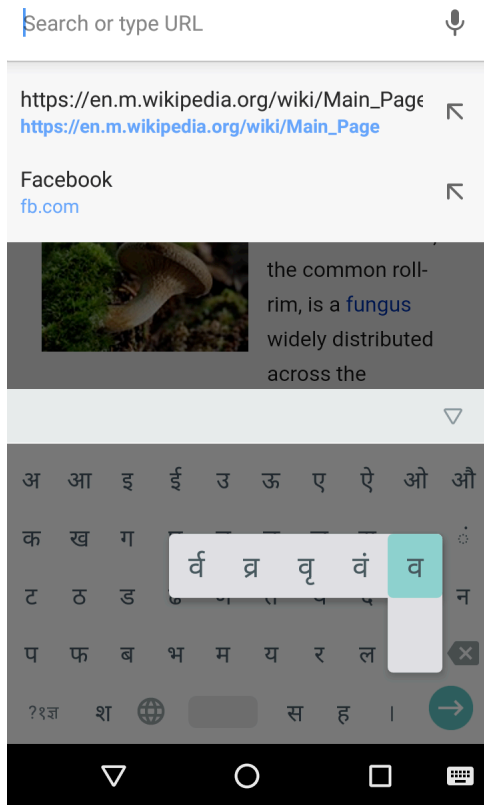 Search or type URL
https://en.m.wikipedia.org/wiki/Main_Page
https://en.m.wikipedia.org/wiki/Main_Page
Facebook
fb.com
the common roll-
rim, is a fungus
widely distributed
across the
अ आ इ ई उ ऊ ए ऐ ओ औ
क ख ग
र्व व्र वृ वं व
ट ठ ड न
प फ ब भ म य र ल
?१ज्ञ श स ह ।